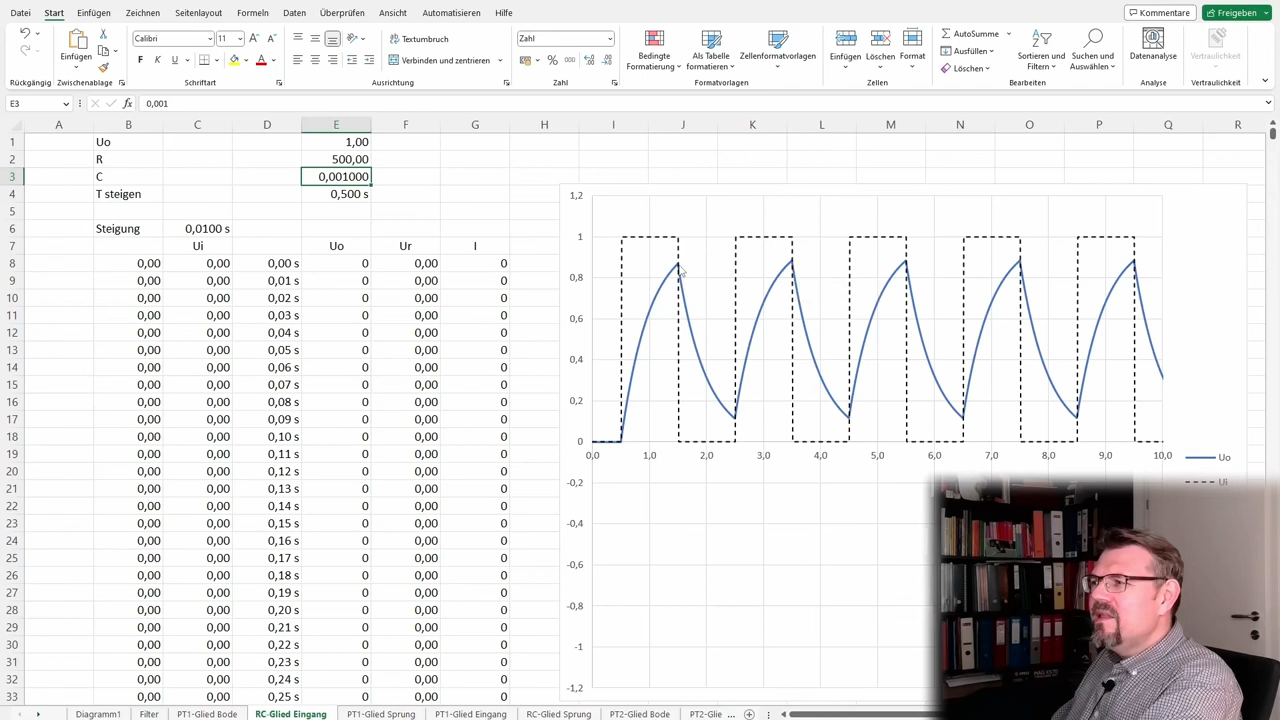 Datei Start Einfügen Zeichnen Seitenlayout Formeln Daten Überprüfen Ansicht Automatisieren Hilfe Kommentare Freigeben
Calibri 11 Textumbruch Zahl AutoSumme
Einfügen F K U Verbinden und zentrieren Bedingte Formatierung Als Tabelle formatieren Zellenformatvorlagen Einfügen Löschen Format Ausfüllen Löschen Sortieren und Filtern Suchen und Auswählen Datenanalyse Vertraulichkeit
Rückgängig Zwischenablage Schriftart Ausrichtung Zahl Formatvorlagen Zellen Bearbeiten Analyse Vertraulichkeit
E3 fx 0,001
A B C D E F G H I J K L M N O P Q R
1 Uo 1,00
2 R 500,00
3 C 0,001000
4 T steigen 0,500 s
5
6 Steigung 0,0100 s
7 Ui Uo Ur I
8 0,00 0,00 0,00 s 0 0,00 0
9 0,00 0,00 0,01 s 0 0,00 0
10 0,00 0,00 0,02 s 0 0,00 0
11 0,00 0,00 0,03 s 0 0,00 0
12 0,00 0,00 0,04 s 0 0,00 0
13 0,00 0,00 0,05 s 0 0,00 0
14 0,00 0,00 0,06 s 0 0,00 0
15 0,00 0,00 0,07 s 0 0,00 0
16 0,00 0,00 0,08 s 0 0,00 0
17 0,00 0,00 0,09 s 0 0,00 0
18 0,00 0,00 0,10 s 0 0,00 0
19 0,00 0,00 0,11 s 0 0,00 0
20 0,00 0,00 0,12 s 0 0,00 0
21 0,00 0,00 0,13 s 0 0,00 0
22 0,00 0,00 0,14 s 0 0,00 0
23 0,00 0,00 0,15 s 0 0,00 0
24 0,00 0,00 0,16 s 0 0,00 0
25 0,00 0,00 0,17 s 0 0,00 0
26 0,00 0,00 0,18 s 0 0,00 0
27 0,00 0,00 0,19 s 0 0,00 0
28 0,00 0,00 0,20 s 0 0,00 0
29 0,00 0,00 0,21 s 0 0,00 0
30 0,00 0,00 0,22 s 0 0,00 0
31 0,00 0,00 0,23 s 0 0,00 0
32 0,00 0,00 0,24 s 0 0,00 0
33 0,00 0,00 0,25 s 0 0,00 0
1,2
1
0,8
0,6
0,4
0,2
0
0,0 1,0 2,0 3,0 4,0 5,0 6,0 7,0 8,0 9,0 10,0
Uo
Ui
-0,2
-0,4
-0,6
-0,8
-1
-1,2
Diagramm1 Filter PT1-Glied Bode RC-Glied Eingang PT1-Glied Sprung PT1-Glied Eingang RC-Glied Sprung PT2-Glied Bode PT2-Glie ...